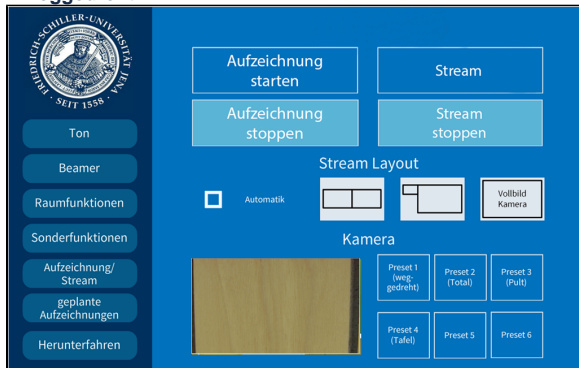 FRIEDRICH-SCHILLER-UNIVERSITÄT JENA
SEIT 1558
Ton
Beamer
Raumfunktionen
Sonderfunktionen
Aufzeichnung/
Stream
geplante
Aufzeichnungen
Herunterfahren
Aufzeichnung
starten
Stream
Aufzeichnung
stoppen
Stream
stoppen
Stream Layout
Automatik
Vollbild
Kamera
Kamera
Preset 1
(weg-
gedreht)
Preset 2
(Total)
Preset 3
(Pult)
Preset 4
(Tafel)
Preset 5
Preset 6